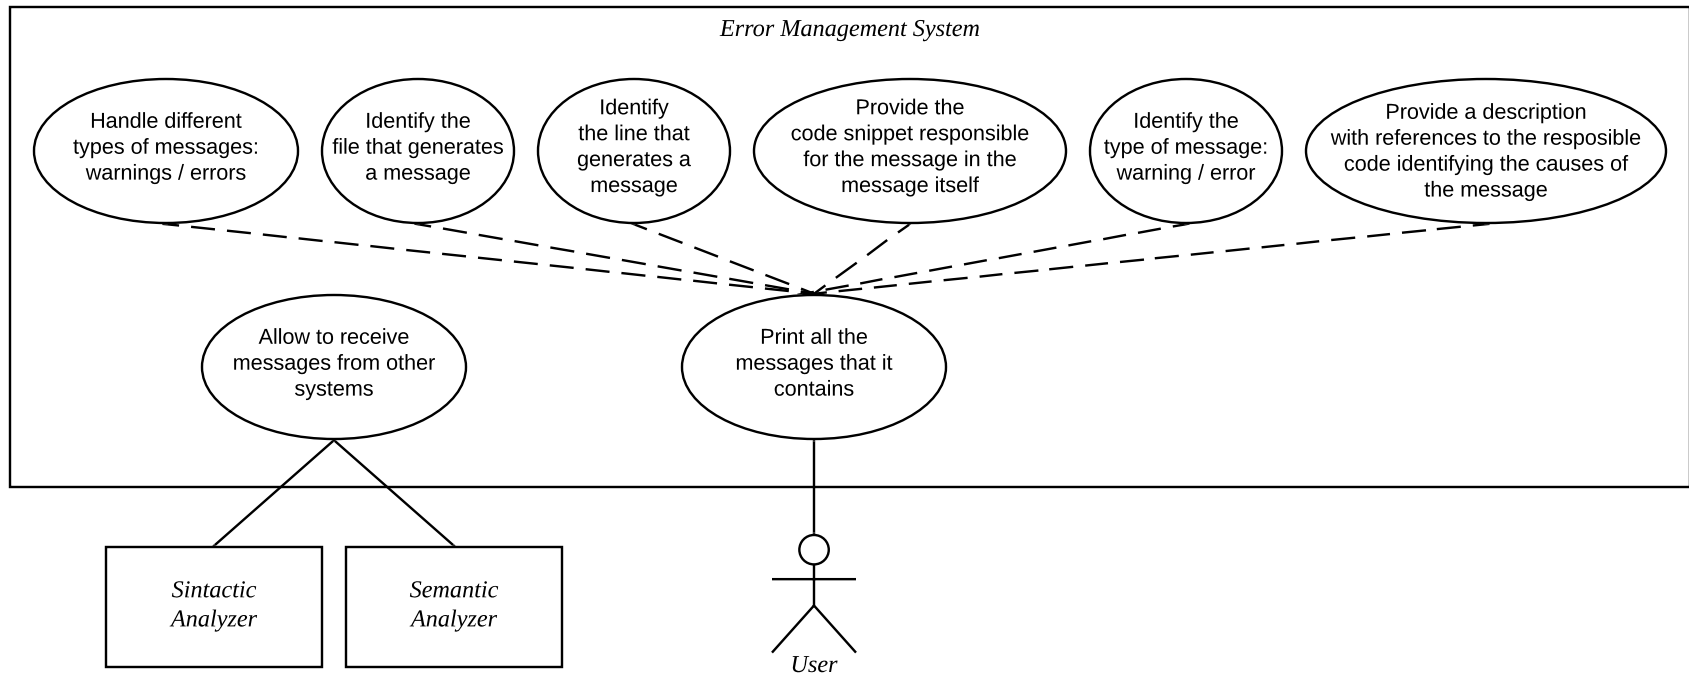 Error Management System
Handle different
types of messages:
warnings / errors
Identify the
file that generates
a message
Identify
the line that
generates a
message
Provide the
code snippet responsible
for the message in the
message itself
Identify the
type of message:
warning / error
Provide a description
with references to the resposible
code identifying the causes of
the message
Allow to receive
messages from other
systems
Print all the
messages that it
contains
Sintactic
Analyzer
Semantic
Analyzer
User